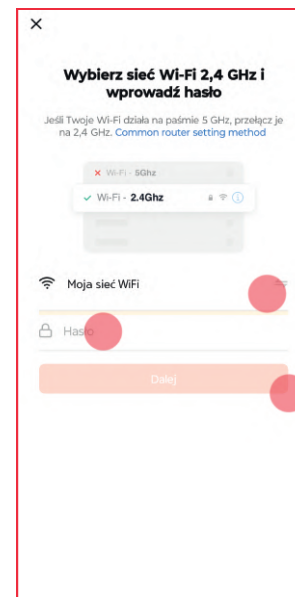 Wybierz sieć Wi-Fi 2,4 GHz i
wprowadź hasło
Jeśli Twoje Wi-Fi działa na paśmie 5 GHz, przełącz je
na 2,4 GHz. Common router setting method
Wi-Fi - 5Ghz
Wi-Fi - 2.4Ghz
Moja sieć WiFi
Hasło
Dalej